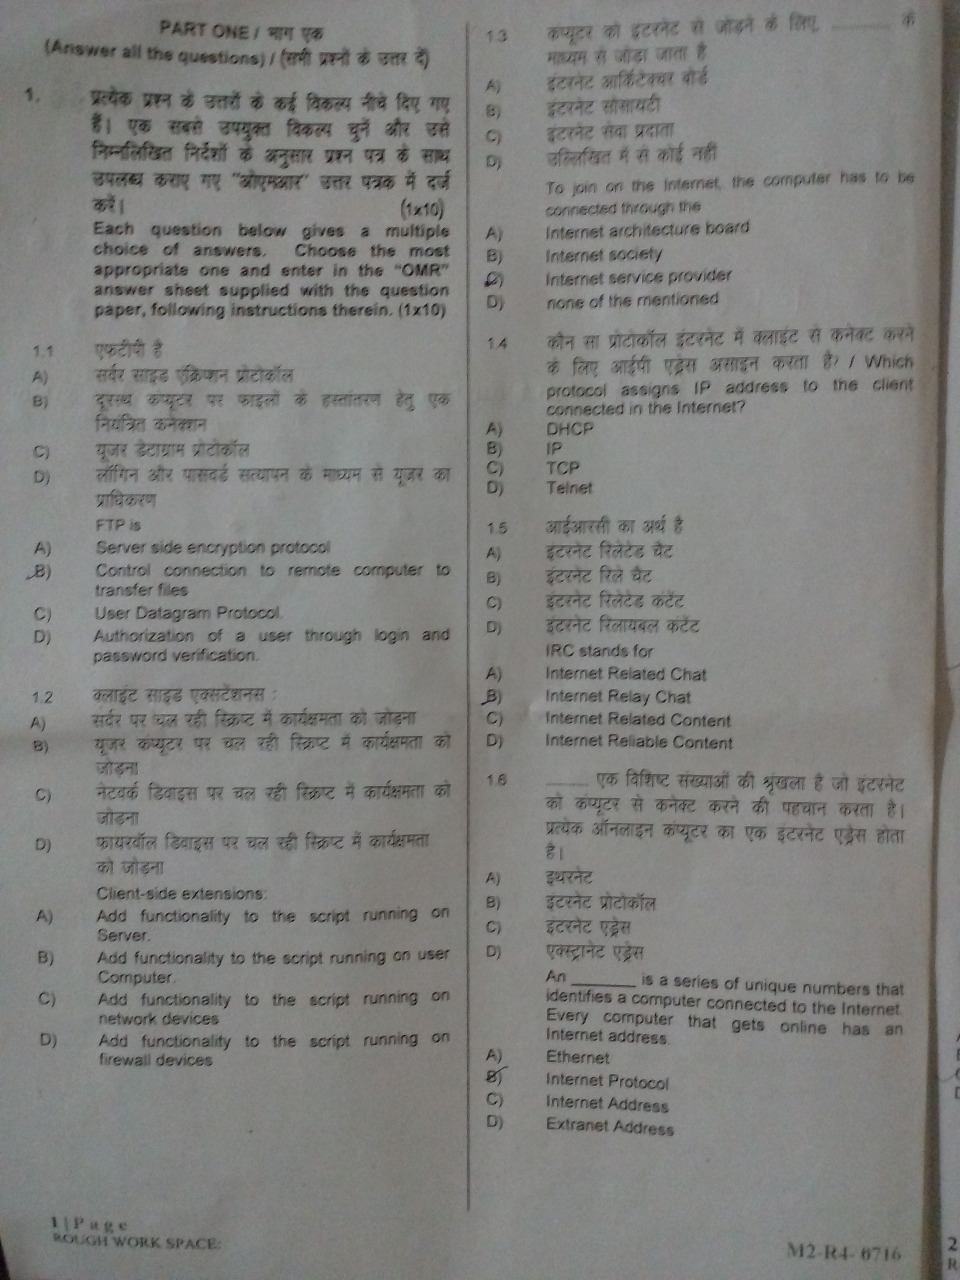 PART ONE / भाग एक
(Answer all the questions) / (सभी प्रश्नों के उत्तर दें)
1. प्रत्येक प्रश्न के उत्तरों के कई विकल्प नीचे दिए गए
हैं। एक सबसे उपयुक्त विकल्प चुनें और उसे
निम्नलिखित निर्देशों के अनुसार प्रश्न पत्र के साथ
उपलब्ध कराए गए "ओएमआर" उत्तर पत्रक में दर्ज
करें। (1x10)
Each question below gives a multiple
choice of answers. Choose the most
appropriate one and enter in the "OMR"
answer sheet supplied with the question
paper, following instructions therein. (1x10)
1.1 एफटीपी है
A) सर्वर साइड एंक्रिप्शन प्रोटोकॉल
B) दूरस्थ कंप्यूटर पर फाइलों के हस्तांतरण हेतु एक
नियंत्रित कनेक्शन
C) यूजर डेटाग्राम प्रोटोकॉल
D) लॉगिन और पासवर्ड सत्यापन के माध्यम से यूजर का
प्राधिकरण
FTP is
A) Server side encryption protocol
B) Control connection to remote computer to
transfer files
C) User Datagram Protocol.
D) Authorization of a user through login and
password verification.
1.2 क्लाइंट साइड एक्सटेंशनस :
A) सर्वर पर चल रही स्क्रिप्ट में कार्यक्षमता को जोड़ना
B) यूजर कंप्यूटर पर चल रही स्क्रिप्ट में कार्यक्षमता को
जोड़ना
C) नेटवर्क डिवाइस पर चल रही स्क्रिप्ट में कार्यक्षमता को
जोड़ना
D) फायरवॉल डिवाइस पर चल रही स्क्रिप्ट में कार्यक्षमता
को जोड़ना
Client-side extensions:
A) Add functionality to the script running on
Server.
B) Add functionality to the script running on user
Computer.
C) Add functionality to the script running on
network devices
D) Add functionality to the script running on
firewall devices
1.3 कंप्यूटर को इंटरनेट से जोड़ने के लिए, ________ के
माध्यम से जोड़ा जाता है
A) इंटरनेट आर्किटेक्चर बोर्ड
B) इंटरनेट सोसायटी
C) इंटरनेट सेवा प्रदाता
D) उल्लिखित में से कोई नहीं
To join on the Internet, the computer has to be
connected through the
A) Internet architecture board
B) Internet society
C) Internet service provider
D) none of the mentioned
1.4 कौन सा प्रोटोकॉल इंटरनेट में क्लाइंट से कनेक्ट करने
के लिए आईपी एड्रेस असाइन करता है? / Which
protocol assigns IP address to the client
connected in the Internet?
A) DHCP
B) IP
C) TCP
D) Telnet
1.5 आईआरसी का अर्थ है
A) इंटरनेट रिलेटेड चैट
B) इंटरनेट रिले चैट
C) इंटरनेट रिलेटेड कंटेंट
D) इंटरनेट रिलायबल कंटेंट
IRC stands for
A) Internet Related Chat
B) Internet Relay Chat
C) Internet Related Content
D) Internet Reliable Content
1.6 ______ एक विशिष्ट संख्याओं की श्रृंखला है जो इंटरनेट
को कंप्यूटर से कनेक्ट करने की पहचान करता है।
प्रत्येक ऑनलाइन कंप्यूटर का एक इंटरनेट एड्रेस होता
है।
A) इथरनेट
B) इंटरनेट प्रोटोकॉल
C) इंटरनेट एड्रेस
D) एक्स्ट्रानेट एड्रेस
An ______ is a series of unique numbers that
identifies a computer connected to the Internet.
Every computer that gets online has an
Internet address.
A) Ethernet
B) Internet Protocol
C) Internet Address
D) Extranet Address
1 | Page
ROUGH WORK SPACE:
M2-R4- 0716
2
R